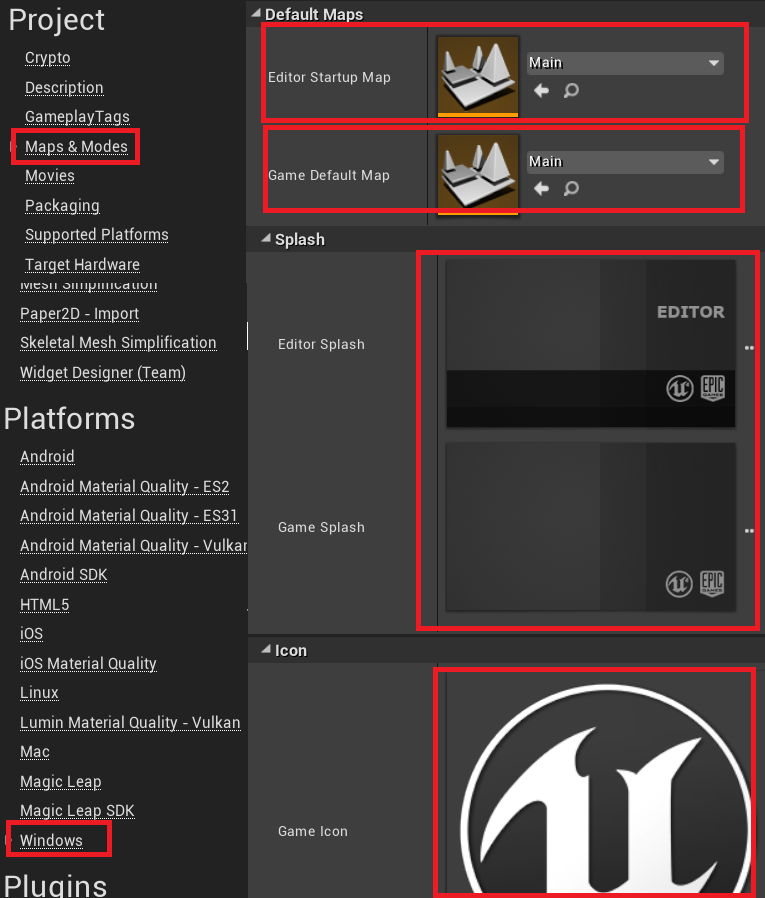 Project
Crypto
Description
GameplayTags
Maps & Modes
Movies
Packaging
Supported Platforms
Target Hardware
Mesh Simplification
Paper2D - Import
Skeletal Mesh Simplification
Widget Designer (Team)
Platforms
Android
Android Material Quality - ES2
Android Material Quality - ES31
Android Material Quality - Vulkan
Android SDK
HTML5
iOS
iOS Material Quality
Linux
Lumin Material Quality - Vulkan
Mac
Magic Leap
Magic Leap SDK
Windows
Plugins
Default Maps
Editor Startup Map
Main
Game Default Map
Main
Splash
Editor Splash
EDITOR
EPIC
GAMES
Game Splash
EPIC
GAMES
Icon
Game Icon